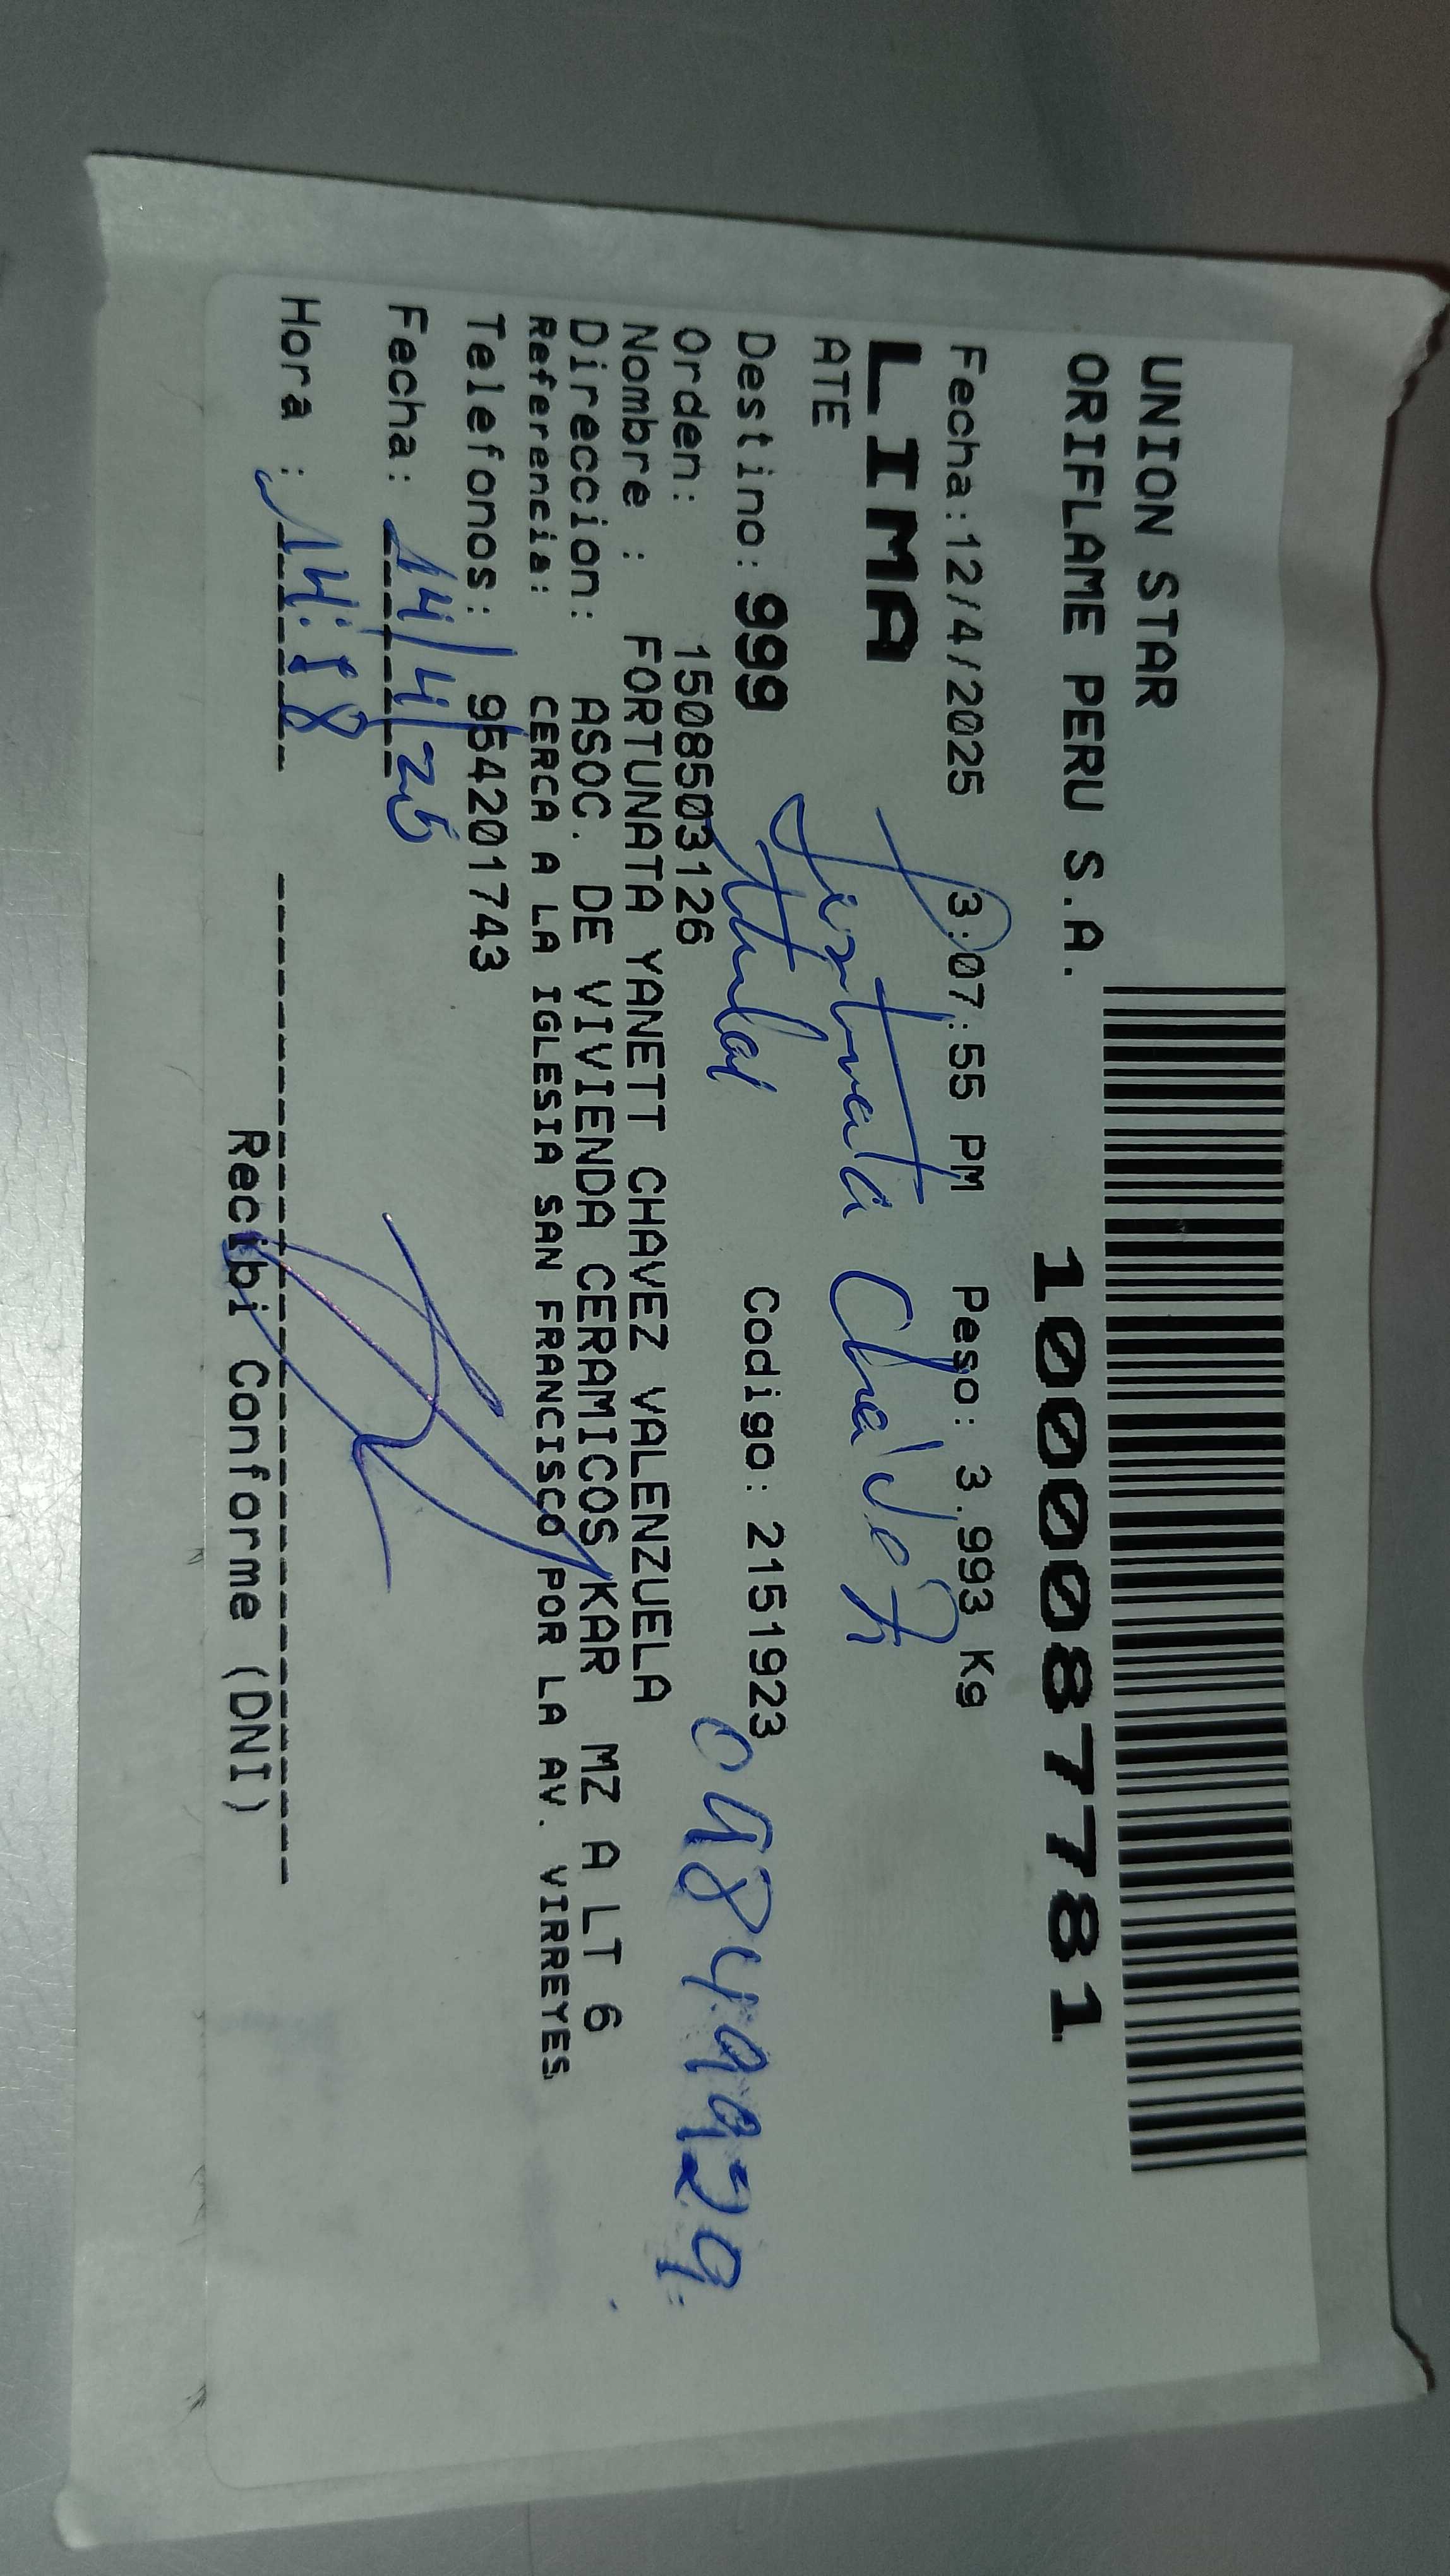 UNION STAR
ORIFLAME PERU S.A.
10000877781
Fecha:12/4/2025 3:07:55 PM Peso: 3.993 Kg
LIMA
ATE
Fortunata Chavez
Titular
Destino: 999 Codigo: 2151923
Orden: 1508503126
04849929
Nombre : FORTUNATA YANETT CHAVEZ VALENZUELA
Direccion: ASOC. DE VIVIENDA CERAMICOS KAR MZ A LT 6
Referencia: CERCA A LA IGLESIA SAN FRANCISCO POR LA AV. VIRREYES
Telefonos: 954201743
Fecha: 14/4/25
Hora : 14:18
Recibi Conforme (DNI)